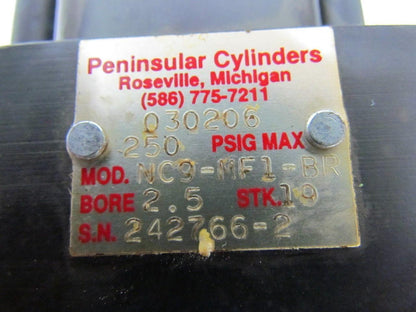 Peninsular Cylinders
Roseville, Michigan
(586) 775-7211
030206
250 PSIG MAX
MOD. NC9-MF1-BR
BORE 2.5 STK. 19
S.N. 242766-2